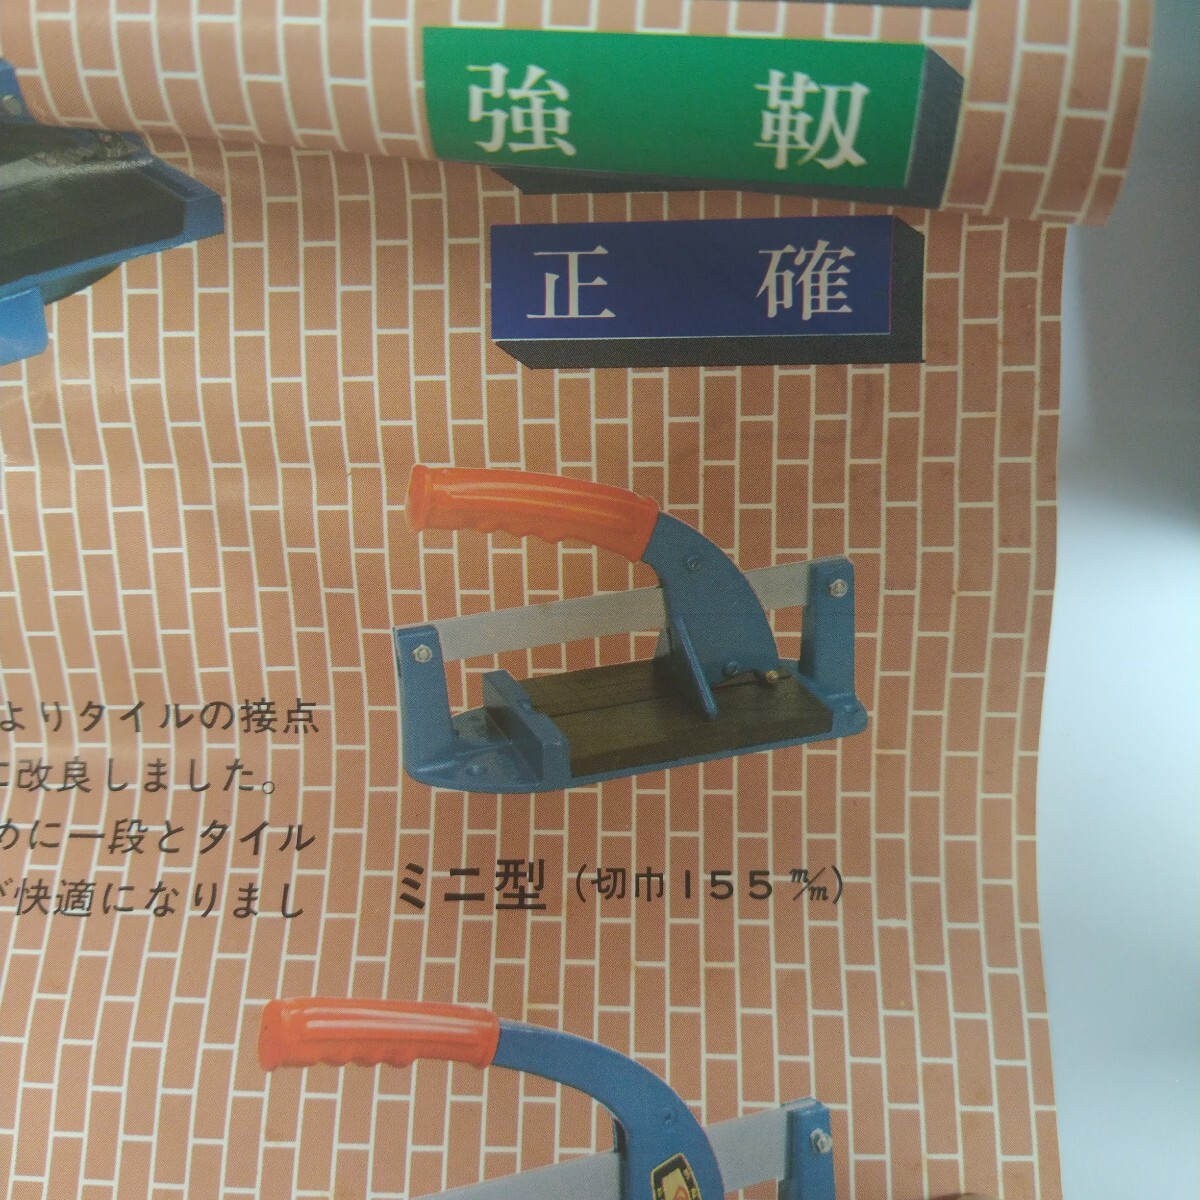 強靱
正確
よりタイルの接点
に改良しました。
めに一段とタイル
が快適になりまし
ミニ型（切巾155m/m）